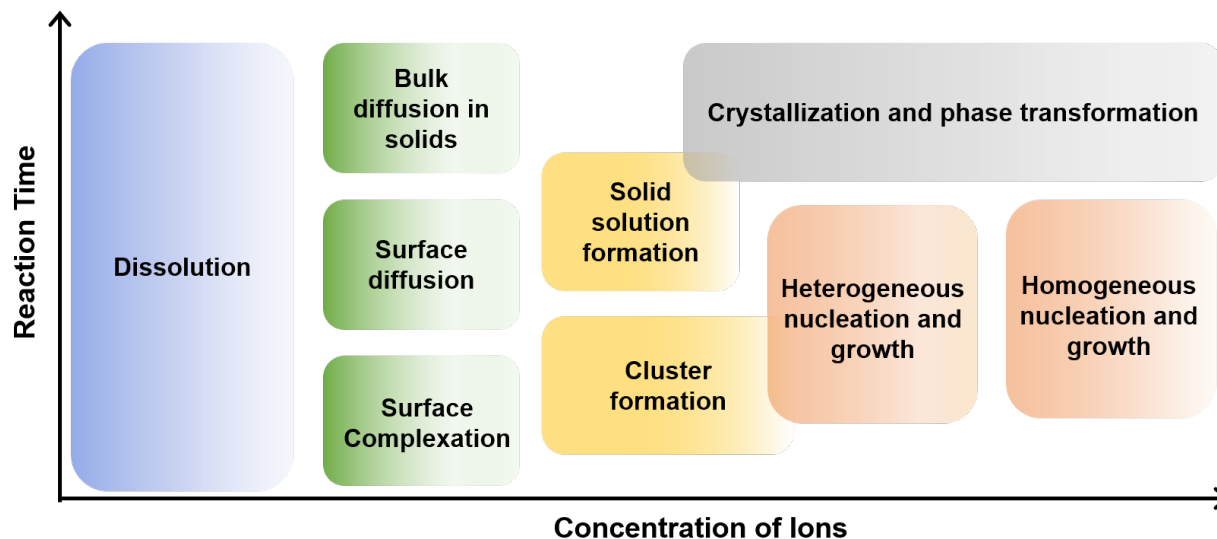 Reaction Time
Dissolution
Bulk
diffusion in
solids
Surface
diffusion
Surface
Complexation
Solid
solution
formation
Cluster
formation
Crystallization and phase transformation
Heterogeneous
nucleation and
growth
Homogeneous
nucleation and
growth
Concentration of Ions